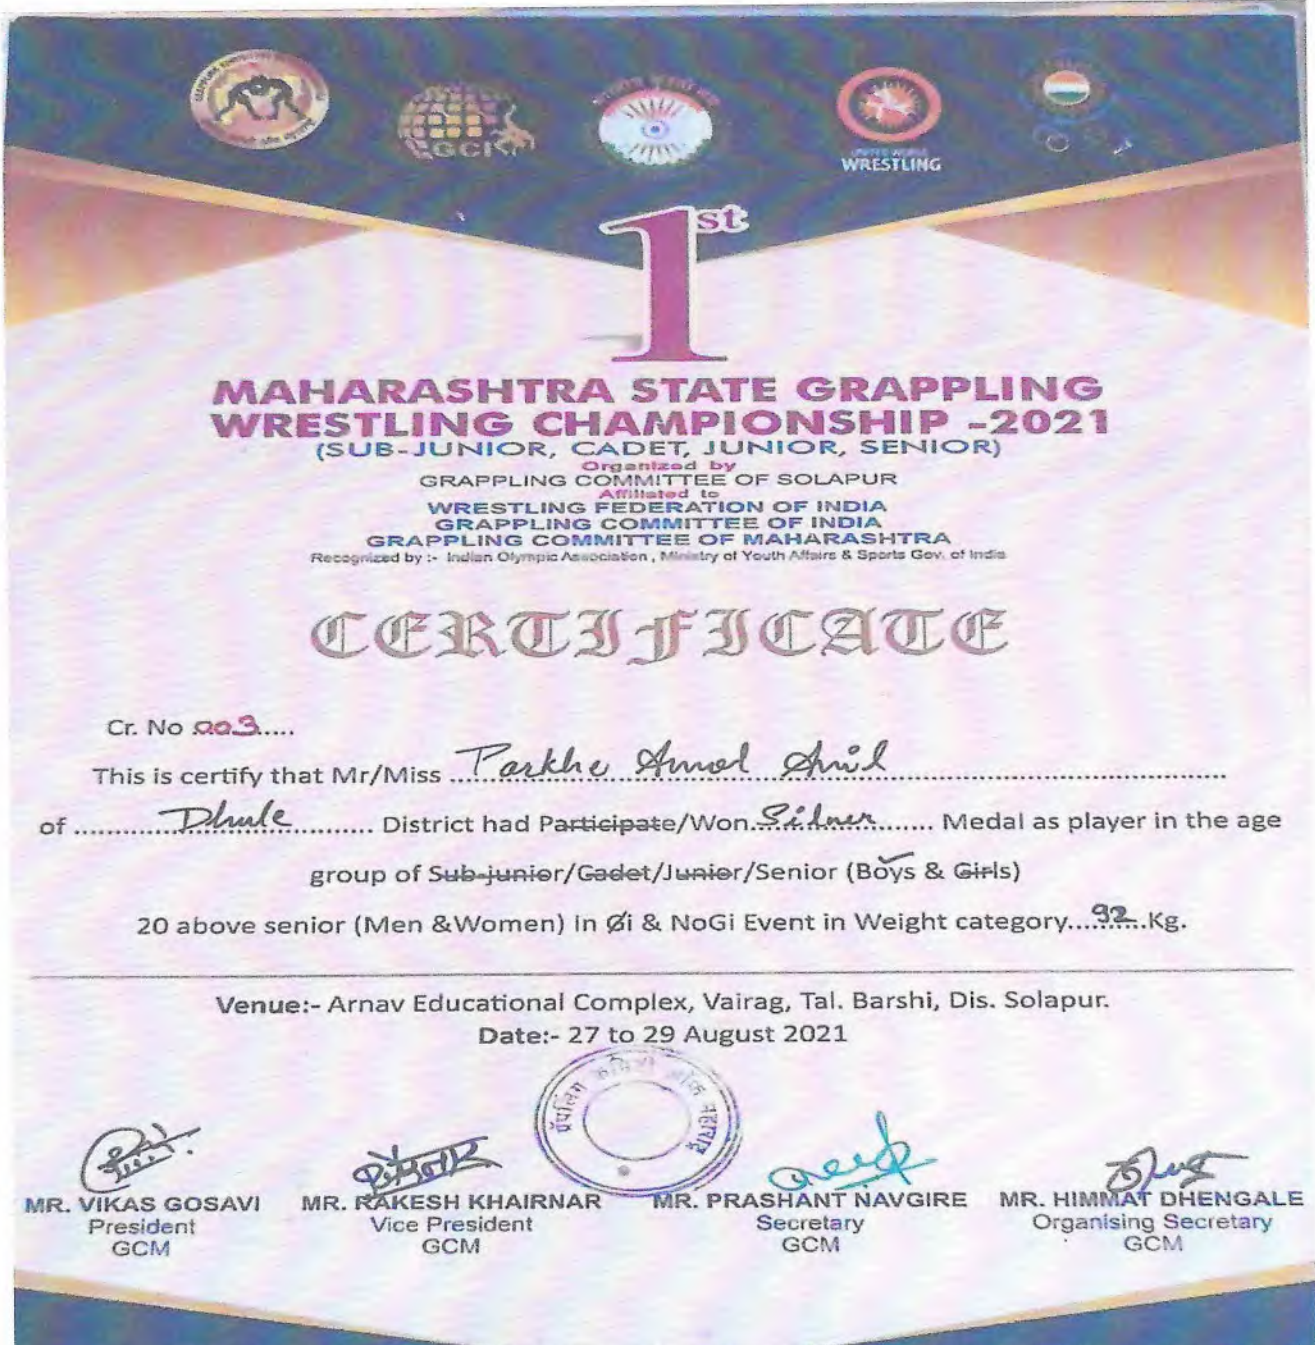 GCI
UNITED WORLD
WRESTLING
1st
MAHARASHTRA STATE GRAPPLING
WRESTLING CHAMPIONSHIP -2021
(SUB-JUNIOR, CADET, JUNIOR, SENIOR)
Organized by
GRAPPLING COMMITTEE OF SOLAPUR
Affiliated to
WRESTLING FEDERATION OF INDIA
GRAPPLING COMMITTEE OF INDIA
GRAPPLING COMMITTEE OF MAHARASHTRA
Recognized by :- Indian Olympic Association , Ministry of Youth Affairs & Sports Gov. of India
CERTIFICATE
Cr. No 003.....
This is certify that Mr/Miss ...Parkhe Amol Anil...
of ...Dhule... District had Participate/Won...Silver... Medal as player in the age
group of Sub-junior/Cadet/Junior/Senior (Boys & Girls)
20 above senior (Men &Women) in Gi & NoGi Event in Weight category...92...Kg.
Venue:- Arnav Educational Complex, Vairag, Tal. Barshi, Dis. Solapur.
Date:- 27 to 29 August 2021
ग्रॅपलिंग कमिटी ऑफ महाराष्ट्र
MR. VIKAS GOSAVI MR. RAKESH KHAIRNAR MR. PRASHANT NAVGIRE MR. HIMMAT DHENGALE
President Vice President Secretary Organising Secretary
GCM GCM GCM GCM